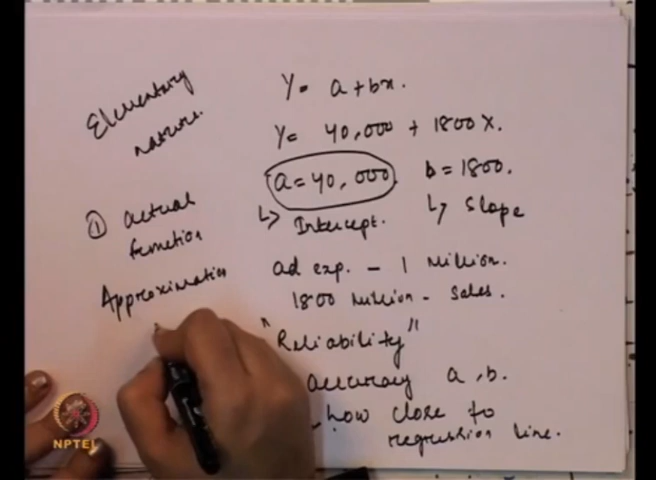 Elementary
nature.
① actual
function
Approximation
Y = a + bx.
Y = 40,000 + 1800 X.
a = 40,000 b = 1800.
↳ Intercept. ↳ Slope
ad exp. - 1 Million.
1800 Million - Sales.
"Reliability"
accuracy a, b.
how close to
regression line.
NPTEL